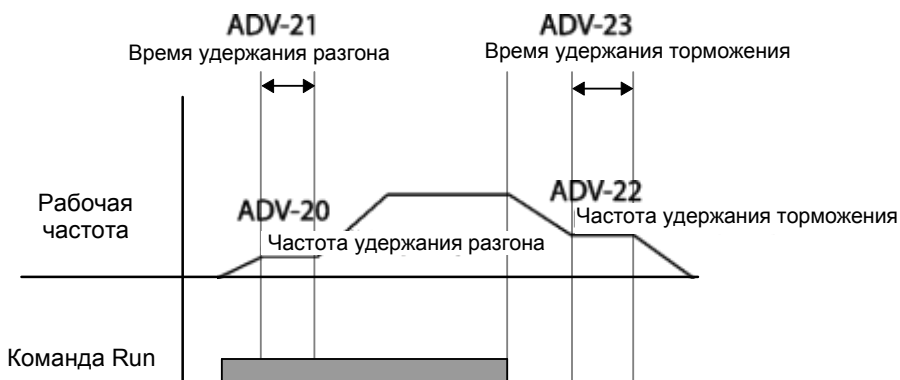 ADV-21
Время удержания разгона
ADV-23
Время удержания торможения
Рабочая
частота
ADV-20
Частота удержания разгона
ADV-22
Частота удержания торможения
Команда Run